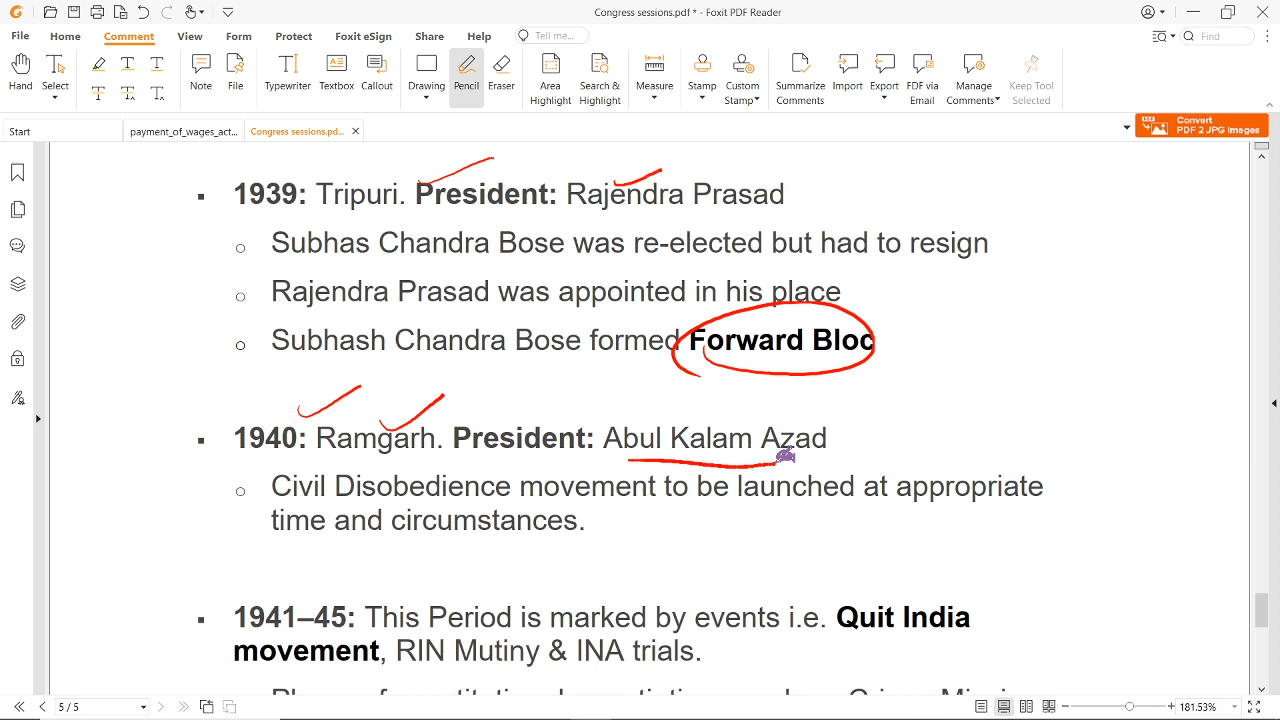 Congress sessions.pdf * - Foxit PDF Reader
File Home Comment View Form Protect Foxit eSign Share Help Tell me... Find
Hand Select Note File Typewriter Textbox Callout Drawing Pencil Eraser Area Highlight Search & Highlight Measure Stamp Custom Stamp Summarize Comments Import Export FDF via Email Manage Comments Keep Tool Selected
Start payment_of_wages_act... Congress sessions.pd... Convert PDF 2 JPG Images
1939: Tripuri. President: Rajendra Prasad
Subhas Chandra Bose was re-elected but had to resign
Rajendra Prasad was appointed in his place
Subhash Chandra Bose formed Forward Bloc
1940: Ramgarh. President: Abul Kalam Azad
Civil Disobedience movement to be launched at appropriate
time and circumstances.
1941–45: This Period is marked by events i.e. Quit India
movement, RIN Mutiny & INA trials.
5 / 5 181.53%